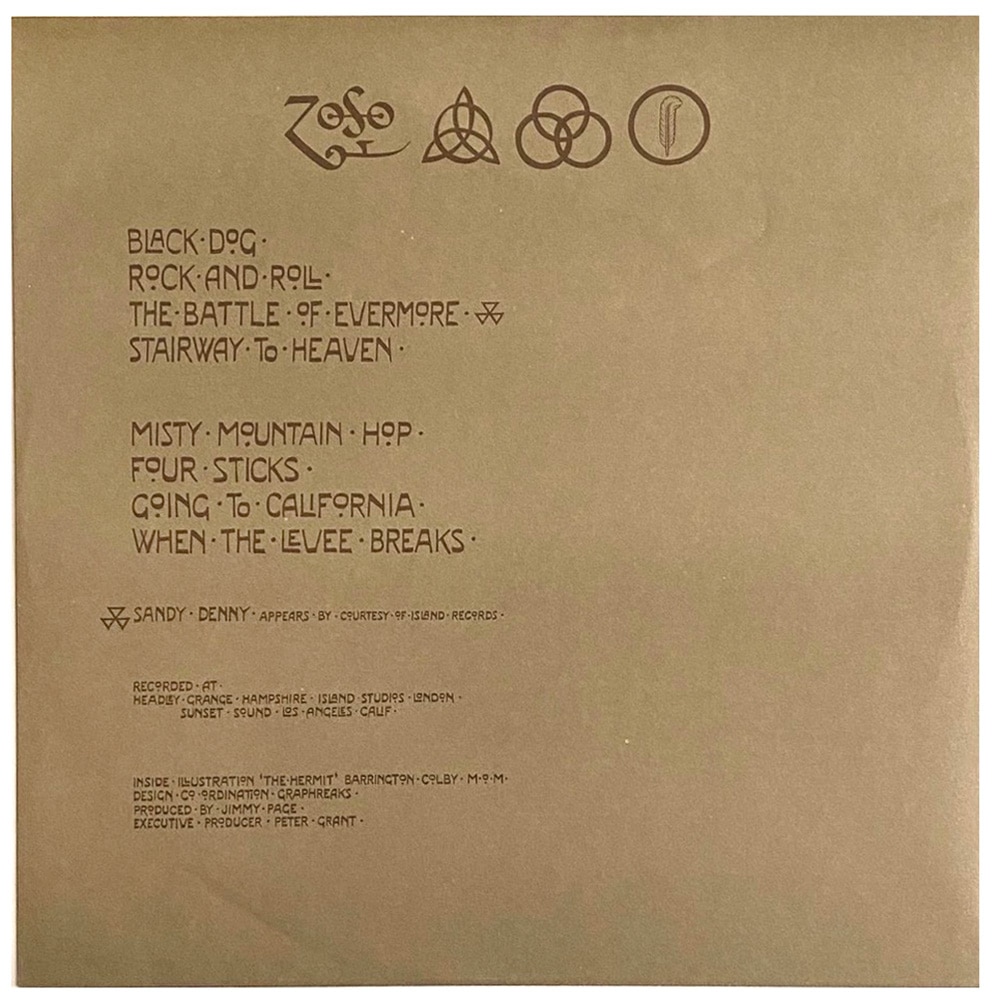 ZoSo
BLACK·DOG·
ROCK·AND·ROLL·
THE·BATTLE·OF·EVERMORE·
STAIRWAY·To·HEAVEN·
MISTY·MOUNTAIN·HOP·
FOUR·STICKS·
GOING·To·CALIFORNIA·
WHEN·THE·LEVEE·BREAKS·
SANDY·DENNY·APPEARS·BY·COURTESY·OF·ISLAND·RECORDS·
RECORDED·AT·
HEADLEY·GRANGE·HAMPSHIRE·ISLAND·STUDIOS·LONDON·
SUNSET·SOUND·LOS·ANGELES·CALIF·
INSIDE·ILLUSTRATION 'THE·HERMIT' BARRINGTON·COLBY·M·O·M·
DESIGN·CO·ORDINATION·GRAPHREAKS·
PRODUCED·BY·JIMMY·PAGE·
EXECUTIVE·PRODUCER·PETER·GRANT·